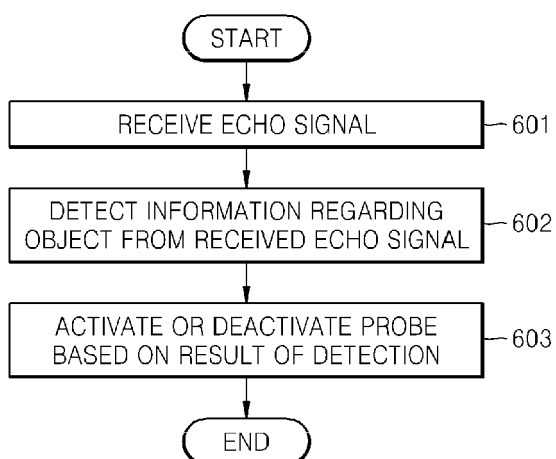 START
RECEIVE ECHO SIGNAL
601
DETECT INFORMATION REGARDING
OBJECT FROM RECEIVED ECHO SIGNAL
602
ACTIVATE OR DEACTIVATE PROBE
BASED ON RESULT OF DETECTION
603
END